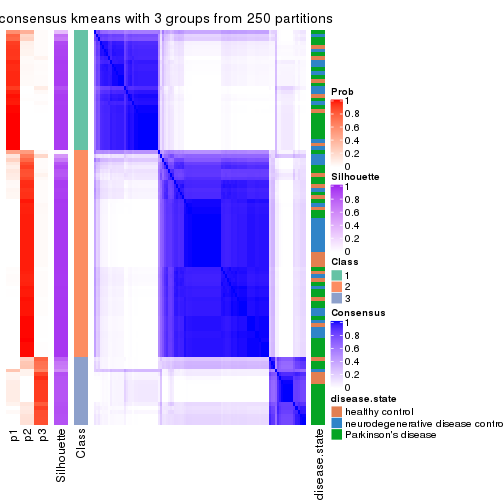 consensus kmeans with 3 groups from 250 partitions
Prob
1
0.8
0.6
0.4
0.2
0
Silhouette
1
0.8
0.6
0.4
0.2
0
Class
1
2
3
Consensus
1
0.8
0.6
0.4
0.2
0
disease.state
healthy control
neurodegenerative disease contro
Parkinson's disease
p1
p2
p3
Silhouette
Class
disease.state